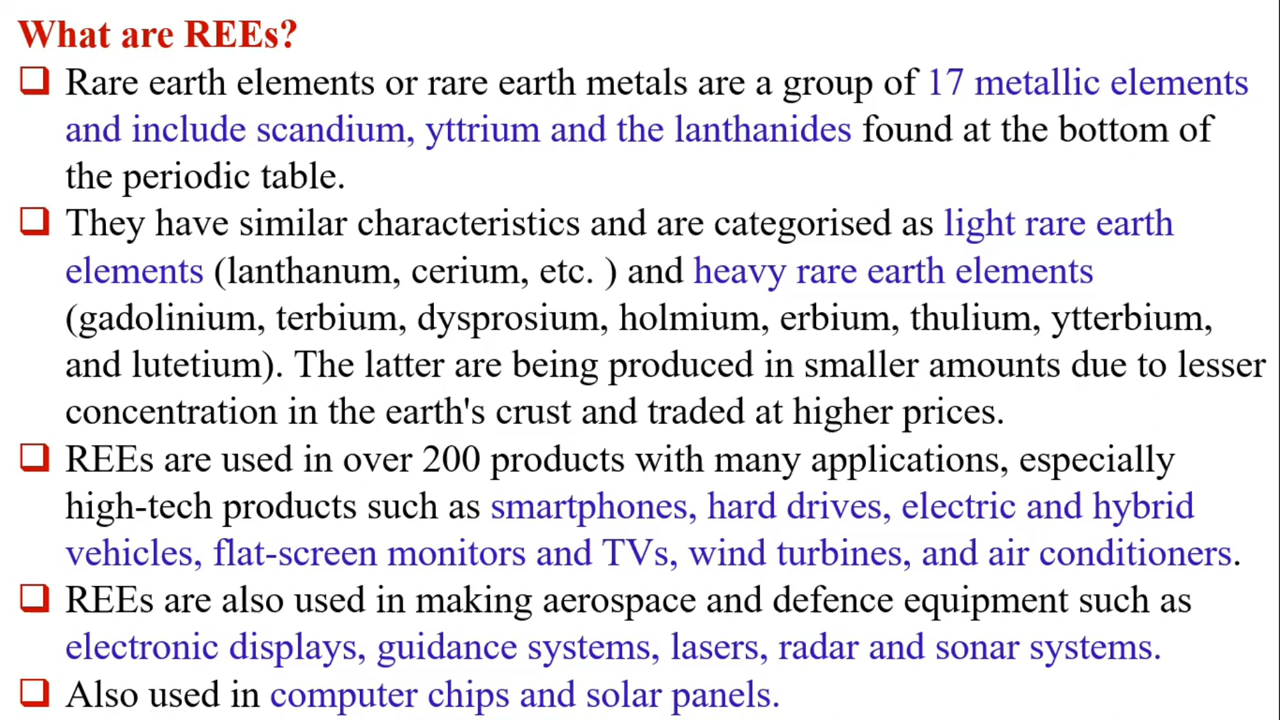 What are REEs?
❑ Rare earth elements or rare earth metals are a group of 17 metallic elements
and include scandium, yttrium and the lanthanides found at the bottom of
the periodic table.
❑ They have similar characteristics and are categorised as light rare earth
elements (lanthanum, cerium, etc. ) and heavy rare earth elements
(gadolinium, terbium, dysprosium, holmium, erbium, thulium, ytterbium,
and lutetium). The latter are being produced in smaller amounts due to lesser
concentration in the earth's crust and traded at higher prices.
❑ REEs are used in over 200 products with many applications, especially
high-tech products such as smartphones, hard drives, electric and hybrid
vehicles, flat-screen monitors and TVs, wind turbines, and air conditioners.
❑ REEs are also used in making aerospace and defence equipment such as
electronic displays, guidance systems, lasers, radar and sonar systems.
❑ Also used in computer chips and solar panels.